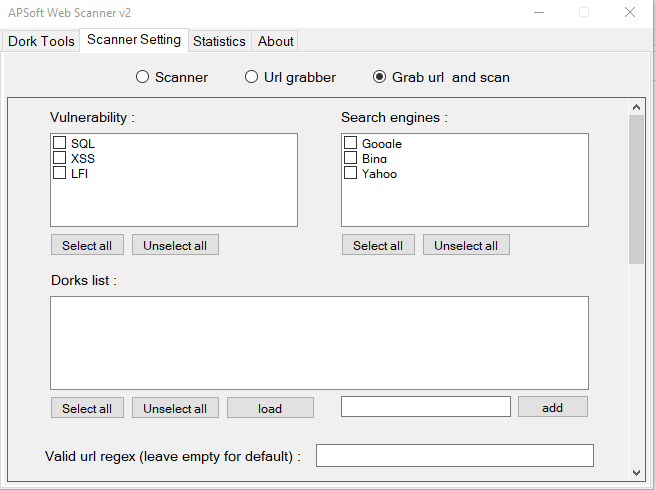 APSoft Web Scanner v2
Dork Tools Scanner Setting Statistics About
Scanner Url grabber Grab url and scan
Vulnerability : Search engines :
SQL Google
XSS Bing
LFI Yahoo
Select all Unselect all Select all Unselect all
Dorks list :
Select all Unselect all load add
Valid url regex (leave empty for default) :